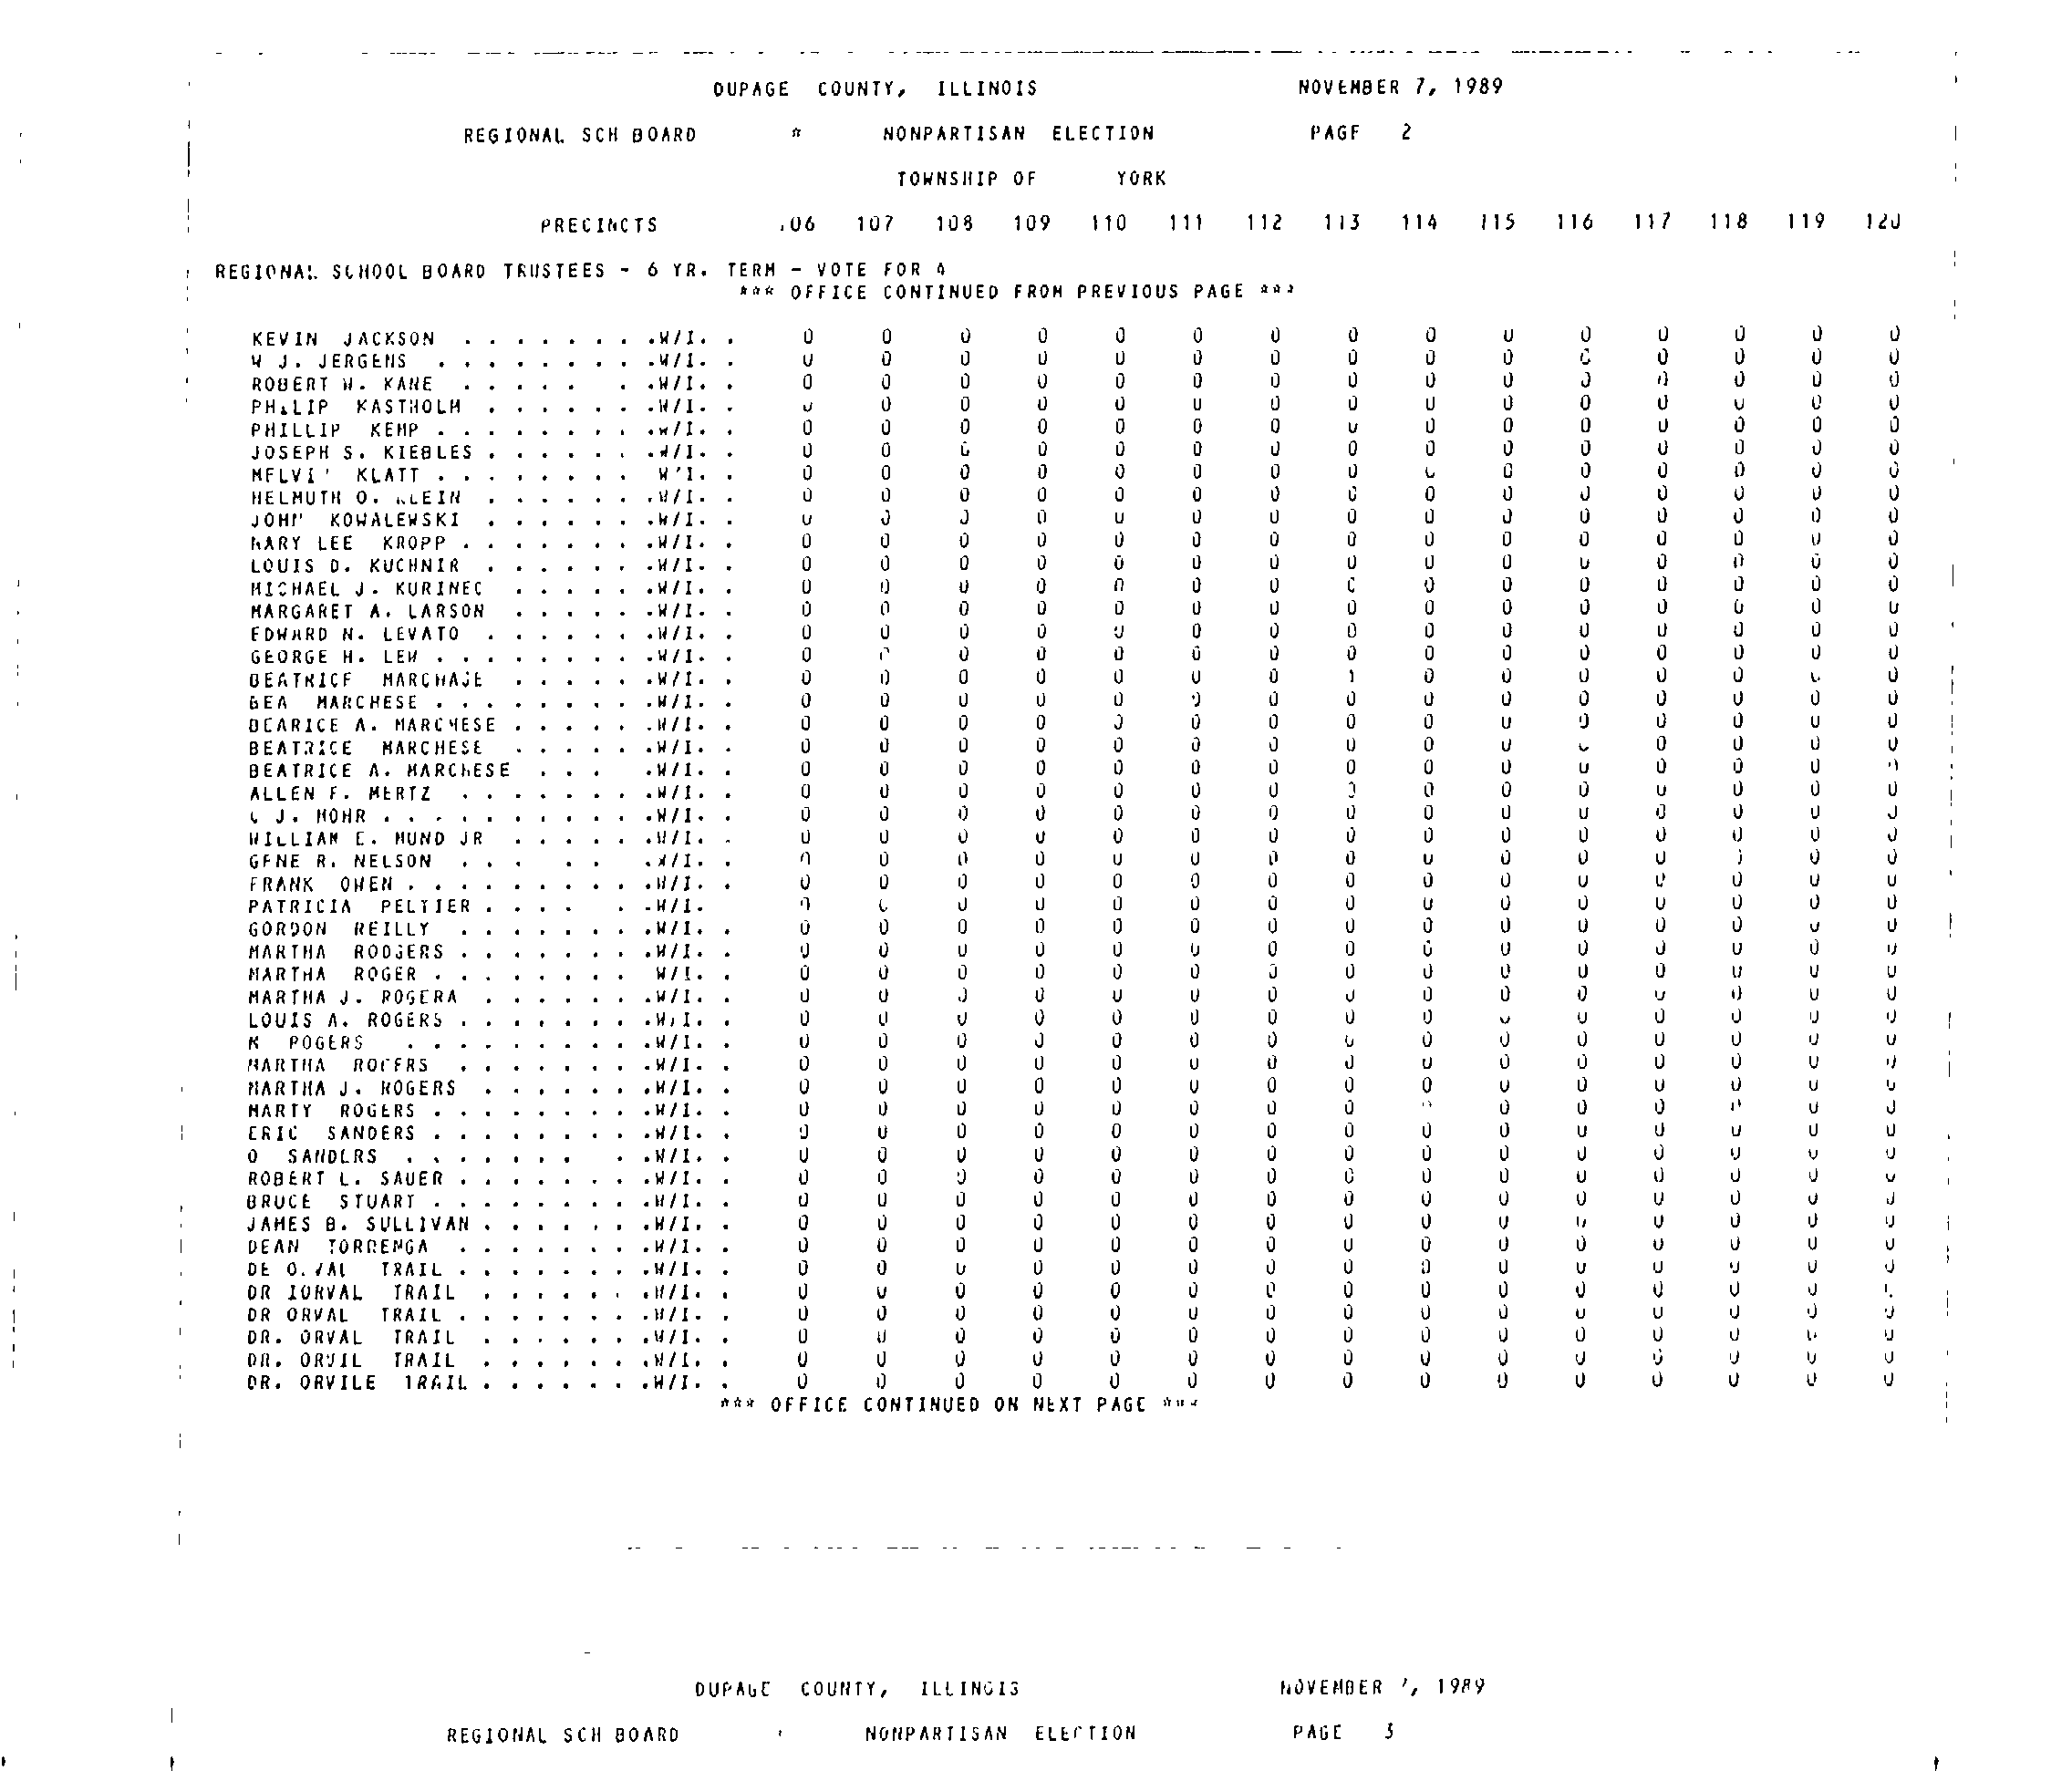 DUPAGE COUNTY, ILLINOIS NOVEMBER 7, 1989
REGIONAL SCH BOARD * NONPARTISAN ELECTION PAGE 2
TOWNSHIP OF YORK
PRECINCTS 106 107 108 109 110 111 112 113 114 115 116 117 118 119 120
REGIONAL SCHOOL BOARD TRUSTEES - 6 YR. TERM - VOTE FOR 4
*** OFFICE CONTINUED FROM PREVIOUS PAGE ***
KEVIN JACKSON . . . . . . . .W/I. . 0 0 0 0 0 0 0 0 0 0 0 0 0 0 0
W J. JERGENS . . . . . . . . .W/I. . 0 0 0 0 0 0 0 0 0 0 0 0 0 0 0
ROBERT W. KANE . . . . . . . .W/I. . 0 0 0 0 0 0 0 0 0 0 0 0 0 0 0
PHILIP KASTHOLM . . . . . . .W/I. . 0 0 0 0 0 0 0 0 0 0 0 0 0 0 0
PHILLIP KEMP . . . . . . . . .W/I. . 0 0 0 0 0 0 0 0 0 0 0 0 0 0 0
JOSEPH S. KIEBLES . . . . . . .W/I. . 0 0 0 0 0 0 0 0 0 0 0 0 0 0 0
MELVI' KLATT . . . . . . . . W/I. . 0 0 0 0 0 0 0 0 0 0 0 0 0 0 0
HELMUTH O. KLEIN . . . . . . .W/I. . 0 0 0 0 0 0 0 0 0 0 0 0 0 0 0
JOHN KOWALEWSKI . . . . . . .W/I. . 0 0 0 0 0 0 0 0 0 0 0 0 0 0 0
MARY LEE KROPP . . . . . . . .W/I. . 0 0 0 0 0 0 0 0 0 0 0 0 0 0 0
LOUIS D. KUCHNIR . . . . . . .W/I. . 0 0 0 0 0 0 0 0 0 0 0 0 0 0 0
MICHAEL J. KURINEC . . . . . .W/I. . 0 0 0 0 0 0 0 0 0 0 0 0 0 0 0
MARGARET A. LARSON . . . . . .W/I. . 0 0 0 0 0 0 0 0 0 0 0 0 0 0 0
EDWARD N. LEVATO . . . . . . .W/I. . 0 0 0 0 0 0 0 0 0 0 0 0 0 0 0
GEORGE H. LEW . . . . . . . . .W/I. . 0 0 0 0 0 0 0 0 0 0 0 0 0 0 0
BEATRICE MARCHAJE . . . . . .W/I. . 0 0 0 0 0 0 0 1 0 0 0 0 0 0 0
BEA MARCHESE . . . . . . . . .W/I. . 0 0 0 0 0 0 0 0 0 0 0 0 0 0 0
BEARICE A. MARCHESE . . . . . .W/I. . 0 0 0 0 0 0 0 0 0 0 0 0 0 0 0
BEATRICE MARCHESE . . . . . .W/I. . 0 0 0 0 0 0 0 0 0 0 0 0 0 0 0
BEATRICE A. MARCHESE . . . .W/I. . 0 0 0 0 0 0 0 0 0 0 0 0 0 0 0
ALLEN F. MERTZ . . . . . . . .W/I. . 0 0 0 0 0 0 0 0 0 0 0 0 0 0 0
J. MOHR . . . . . . . . . . .W/I. . 0 0 0 0 0 0 0 0 0 0 0 0 0 0 0
WILLIAM E. MUND JR . . . . . .W/I. . 0 0 0 0 0 0 0 0 0 0 0 0 0 0 0
GENE R. NELSON . . . . . . .W/I. . 0 0 0 0 0 0 0 0 0 0 0 0 0 0 0
FRANK OWEN . . . . . . . . . .W/I. . 0 0 0 0 0 0 0 0 0 0 0 0 0 0 0
PATRICIA PELTIER . . . . . .W/I. 0 0 0 0 0 0 0 0 0 0 0 0 0 0 0
GORDON REILLY . . . . . . . .W/I. . 0 0 0 0 0 0 0 0 0 0 0 0 0 0 0
MARTHA RODGERS . . . . . . . .W/I. . 0 0 0 0 0 0 0 0 0 0 0 0 0 0 0
MARTHA ROGER . . . . . . . . W/I. . 0 0 0 0 0 0 0 0 0 0 0 0 0 0 0
MARTHA J. ROGERA . . . . . . .W/I. . 0 0 0 0 0 0 0 0 0 0 0 0 0 0 0
LOUIS A. ROGERS . . . . . . . .W/I. . 0 0 0 0 0 0 0 0 0 0 0 0 0 0 0
M ROGERS . . . . . . . . . .W/I. . 0 0 0 0 0 0 0 0 0 0 0 0 0 0 0
MARTHA ROGERS . . . . . . . .W/I. . 0 0 0 0 0 0 0 0 0 0 0 0 0 0 0
MARTHA J. ROGERS . . . . . . .W/I. . 0 0 0 0 0 0 0 0 0 0 0 0 0 0 0
MARTY ROGERS . . . . . . . . .W/I. . 0 0 0 0 0 0 0 0 0 0 0 0 0 0 0
ERIC SANDERS . . . . . . . . .W/I. . 0 0 0 0 0 0 0 0 0 0 0 0 0 0 0
O SANDERS . . . . . . . . .W/I. . 0 0 0 0 0 0 0 0 0 0 0 0 0 0 0
ROBERT L. SAUER . . . . . . . .W/I. . 0 0 0 0 0 0 0 0 0 0 0 0 0 0 0
BRUCE STUART . . . . . . . . .W/I. . 0 0 0 0 0 0 0 0 0 0 0 0 0 0 0
JAMES B. SULLIVAN . . . . . . .W/I. . 0 0 0 0 0 0 0 0 0 0 0 0 0 0 0
DEAN TORRENGA . . . . . . . .W/I. . 0 0 0 0 0 0 0 0 0 0 0 0 0 0 0
DE TRAIL . . . . . . . .W/I. . 0 0 0 0 0 0 0 0 0 0 0 0 0 0 0
DR IORVAL TRAIL . . . . . . .W/I. . 0 0 0 0 0 0 0 0 0 0 0 0 0 0 0
DR ORVAL TRAIL . . . . . . . .W/I. . 0 0 0 0 0 0 0 0 0 0 0 0 0 0 0
DR. ORVAL TRAIL . . . . . . .W/I. . 0 0 0 0 0 0 0 0 0 0 0 0 0 0 0
DR. ORVIL TRAIL . . . . . . .W/I. . 0 0 0 0 0 0 0 0 0 0 0 0 0 0 0
DR. ORVILE TRAIL . . . . . . .W/I. . 0 0 0 0 0 0 0 0 0 0 0 0 0 0 0
*** OFFICE CONTINUED ON NEXT PAGE ***
DUPAGE COUNTY, ILLINOIS NOVEMBER 7, 1989
REGIONAL SCH BOARD NONPARTISAN ELECTION PAGE 3